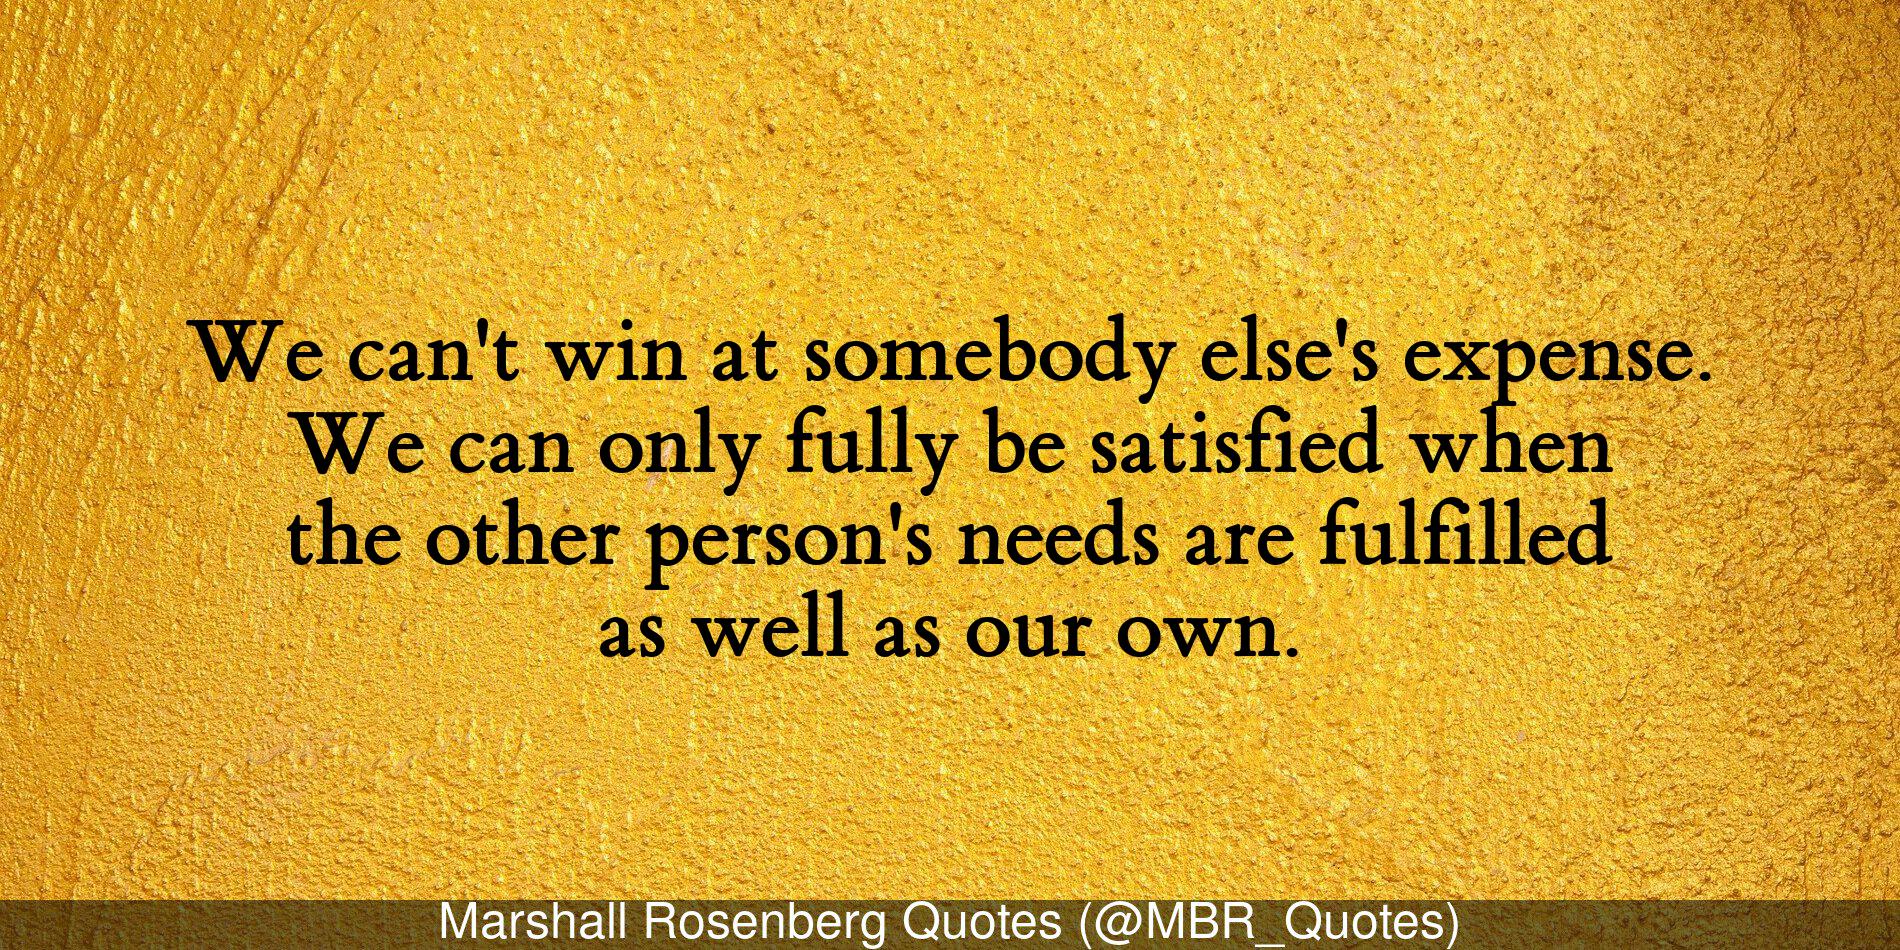 We can't win at somebody else's expense.
We can only fully be satisfied when
the other person's needs are fulfilled
as well as our own.
Marshall Rosenberg Quotes (@MBR_Quotes)